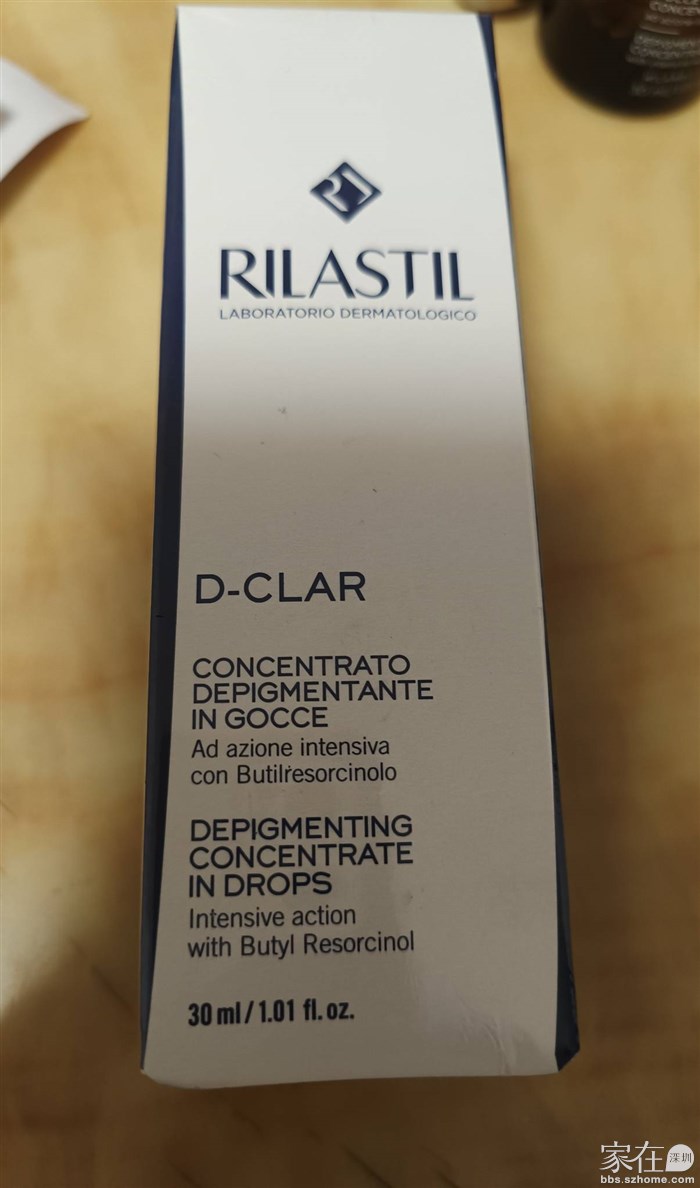 RILASTIL
LABORATORIO DERMATOLOGICO
D-CLAR
CONCENTRATO
DEPIGMENTANTE
IN GOCCE
Ad azione intensiva
con Butilresorcinolo
DEPIGMENTING
CONCENTRATE
IN DROPS
Intensive action
with Butyl Resorcinol
30 ml / 1.01 fl. oz.
家在深圳
bbs.szhome.com